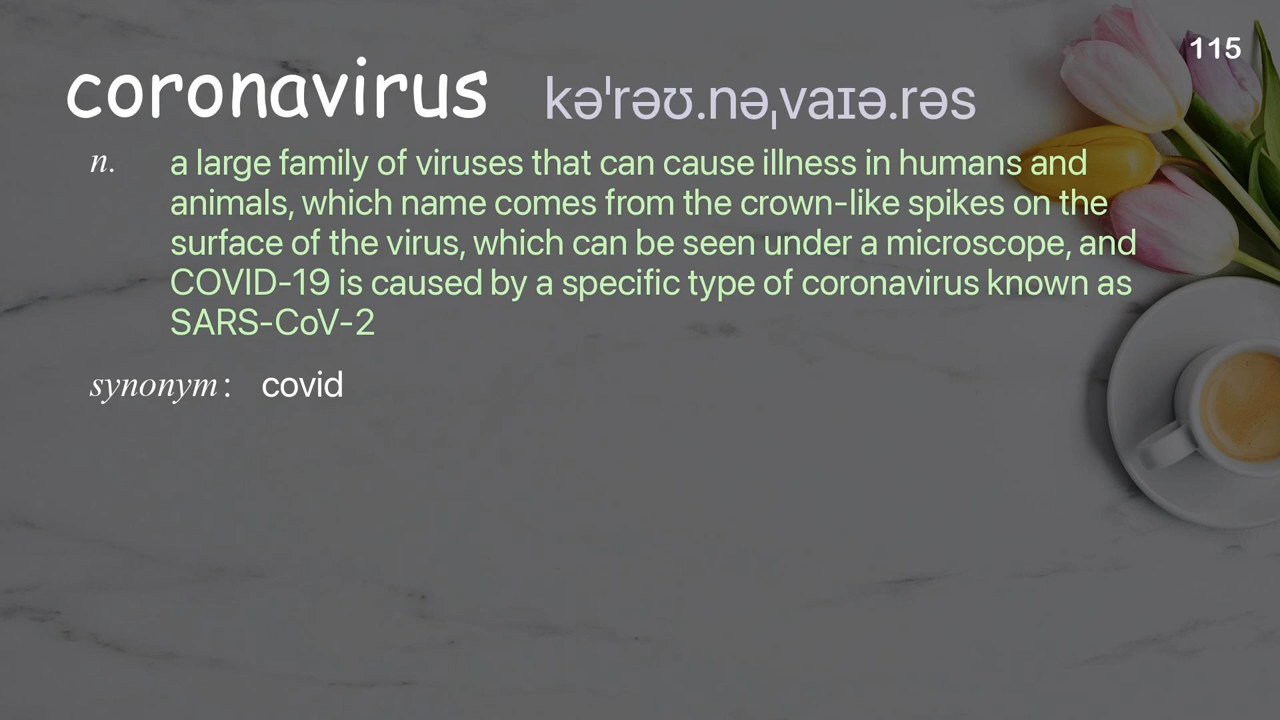 115
coronavirus kəˈrəʊ.nəˌvaɪə.rəs
n. a large family of viruses that can cause illness in humans and
animals, which name comes from the crown-like spikes on the
surface of the virus, which can be seen under a microscope, and
COVID-19 is caused by a specific type of coronavirus known as
SARS-CoV-2
synonym: covid